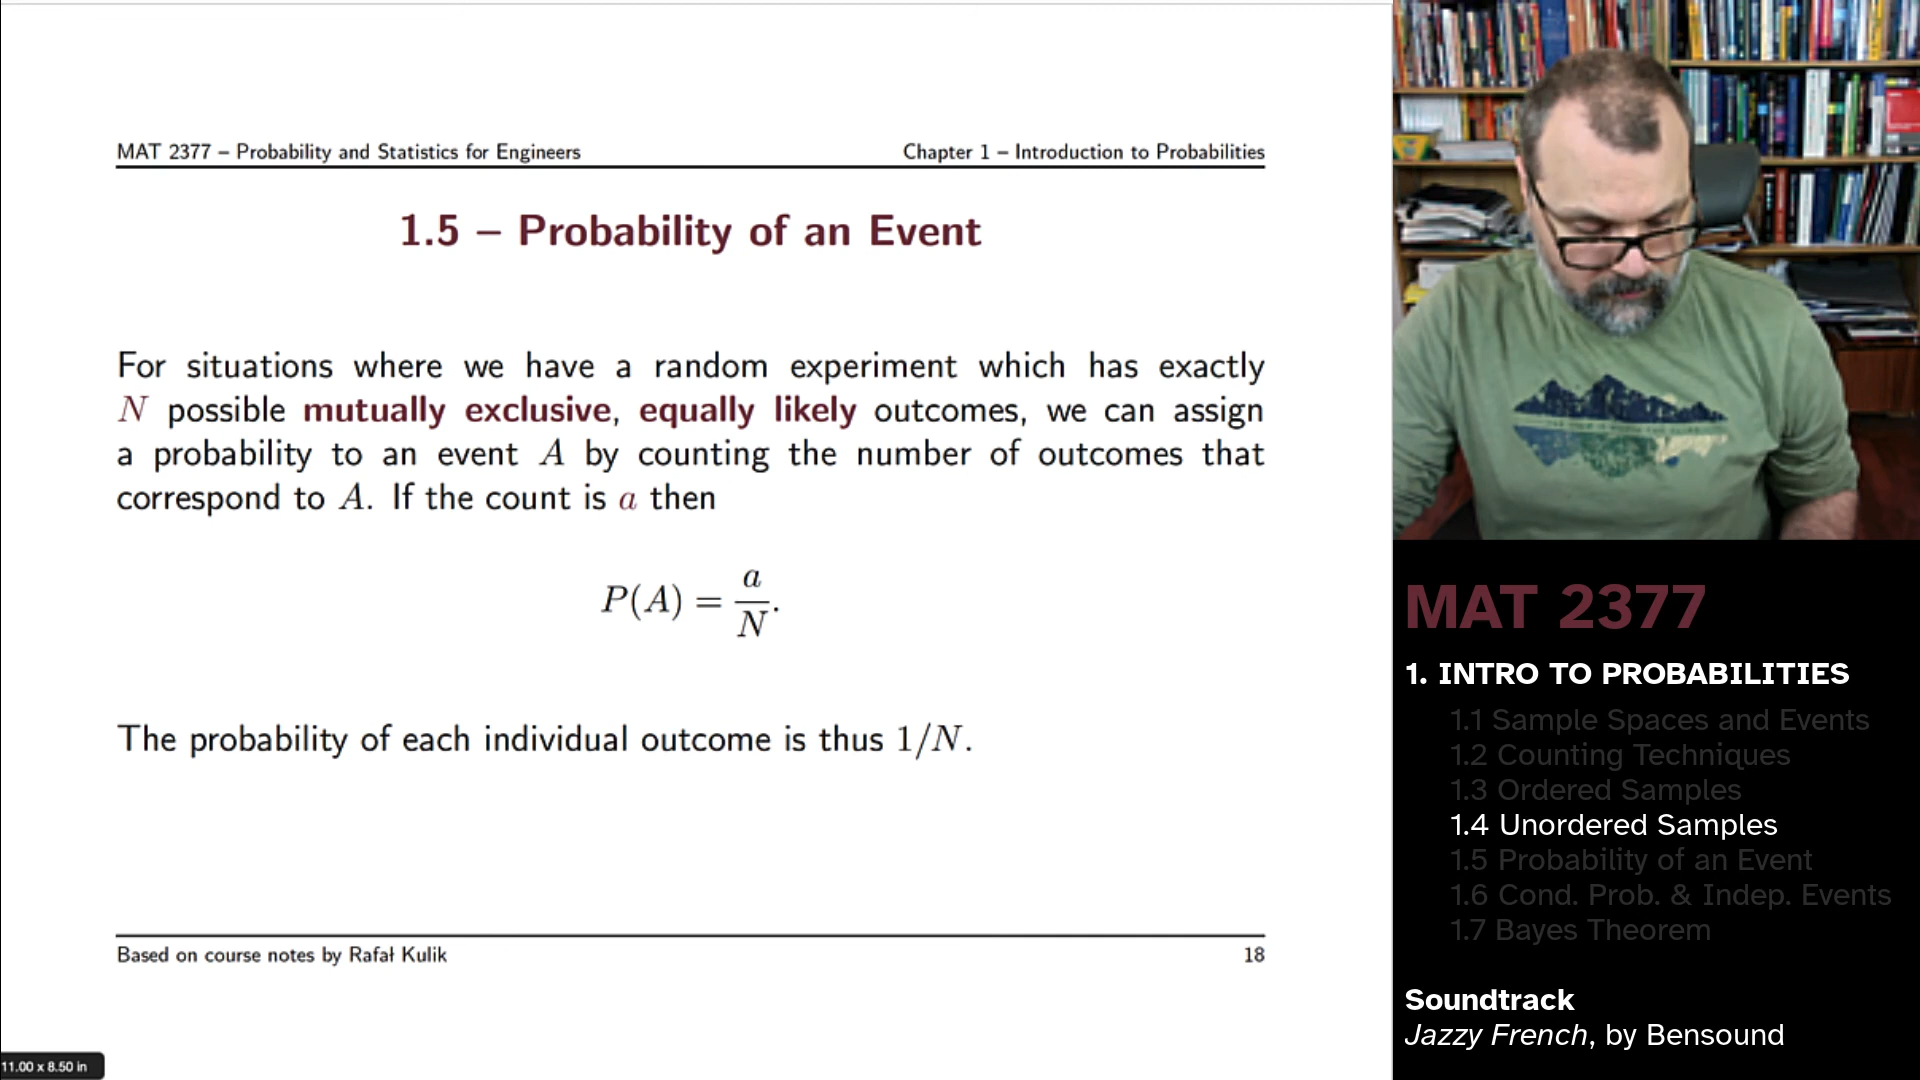 MAT 2377 – Probability and Statistics for Engineers
Chapter 1 – Introduction to Probabilities
1.5 – Probability of an Event
For situations where we have a random experiment which has exactly
N possible mutually exclusive, equally likely outcomes, we can assign
a probability to an event A by counting the number of outcomes that
correspond to A. If the count is a then
P(A) = a/N.
The probability of each individual outcome is thus 1/N.
Based on course notes by Rafał Kulik
18
11.00 x 8.50 in
MAT 2377
1. INTRO TO PROBABILITIES
1.1 Sample Spaces and Events
1.2 Counting Techniques
1.3 Ordered Samples
1.4 Unordered Samples
1.5 Probability of an Event
1.6 Cond. Prob. & Indep. Events
1.7 Bayes Theorem
Soundtrack
Jazzy French, by Bensound